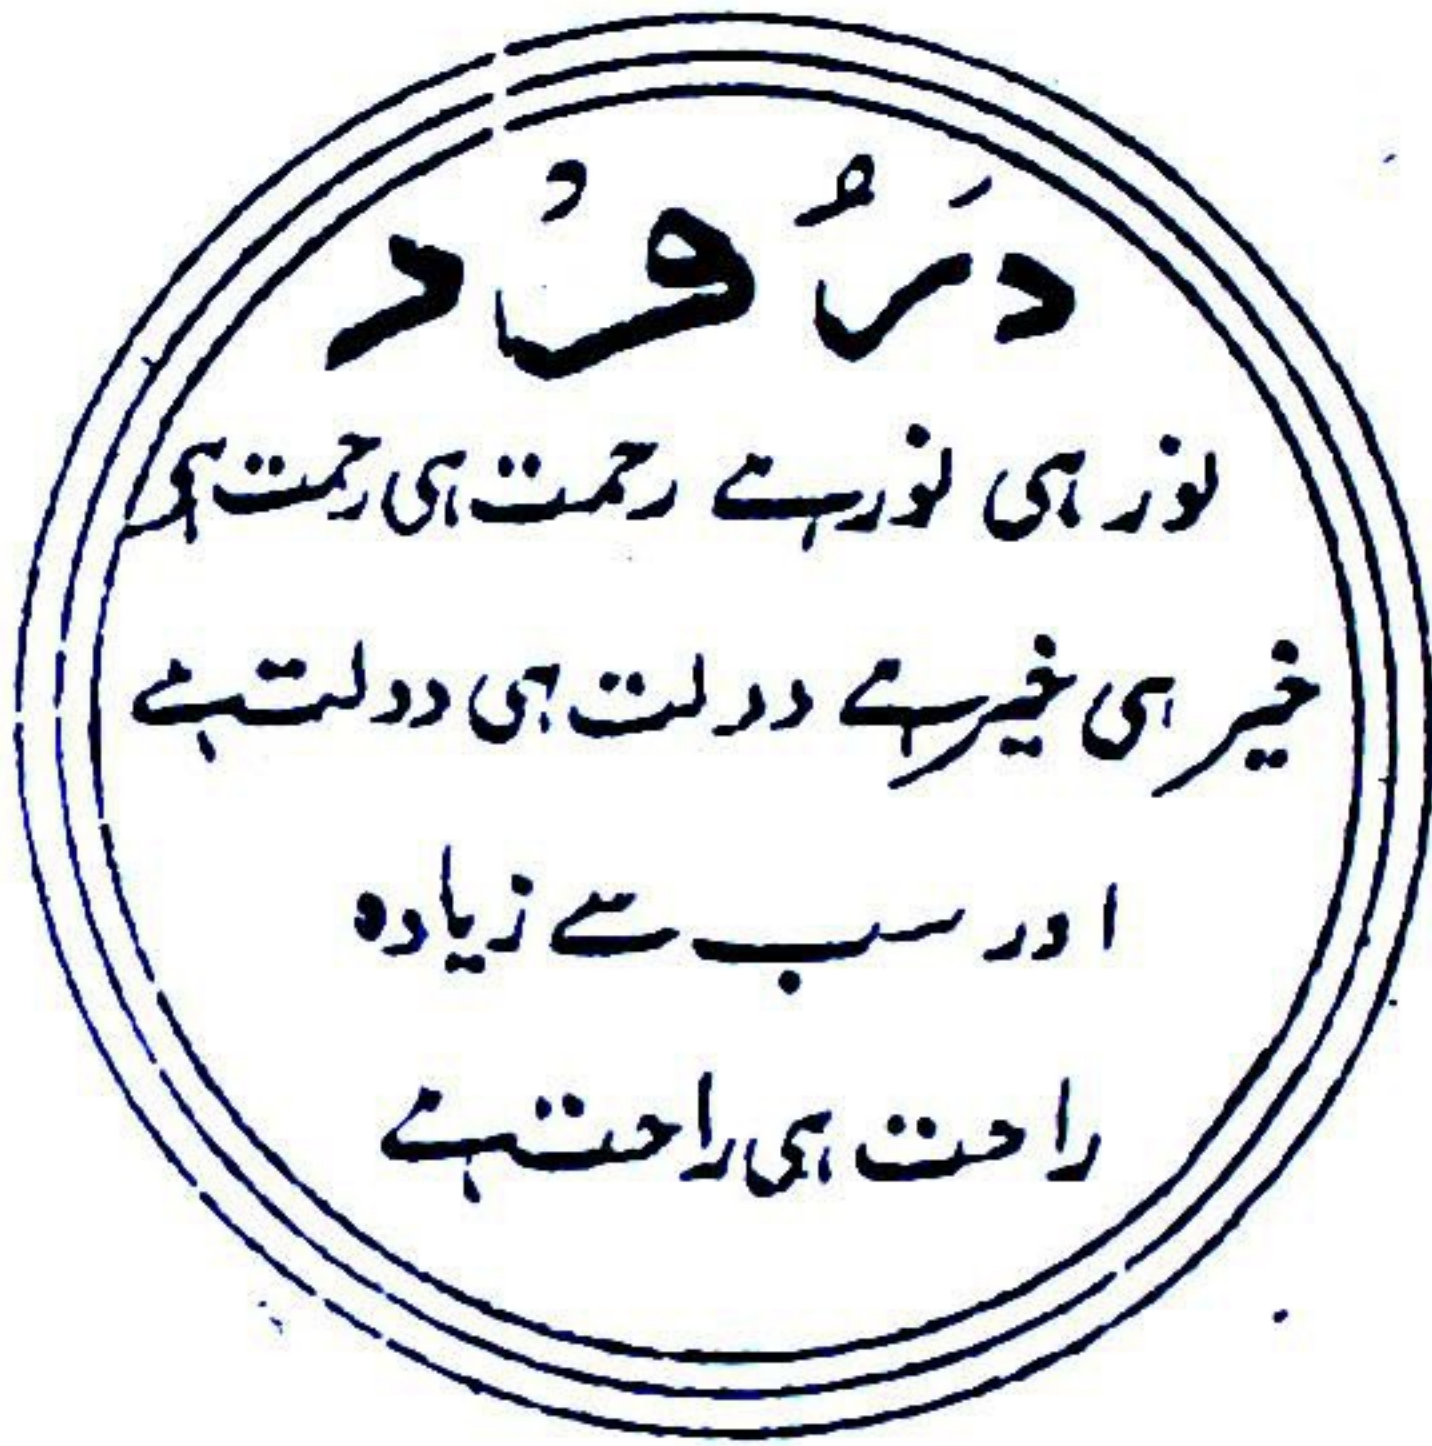 دَرُوُد
نور ہی نور ہے رحمت ہی رحمت ہے
خیر ہی خیر ہے دولت ہی دولت ہے
اور سب سے زیادہ
راحت ہی راحت ہے